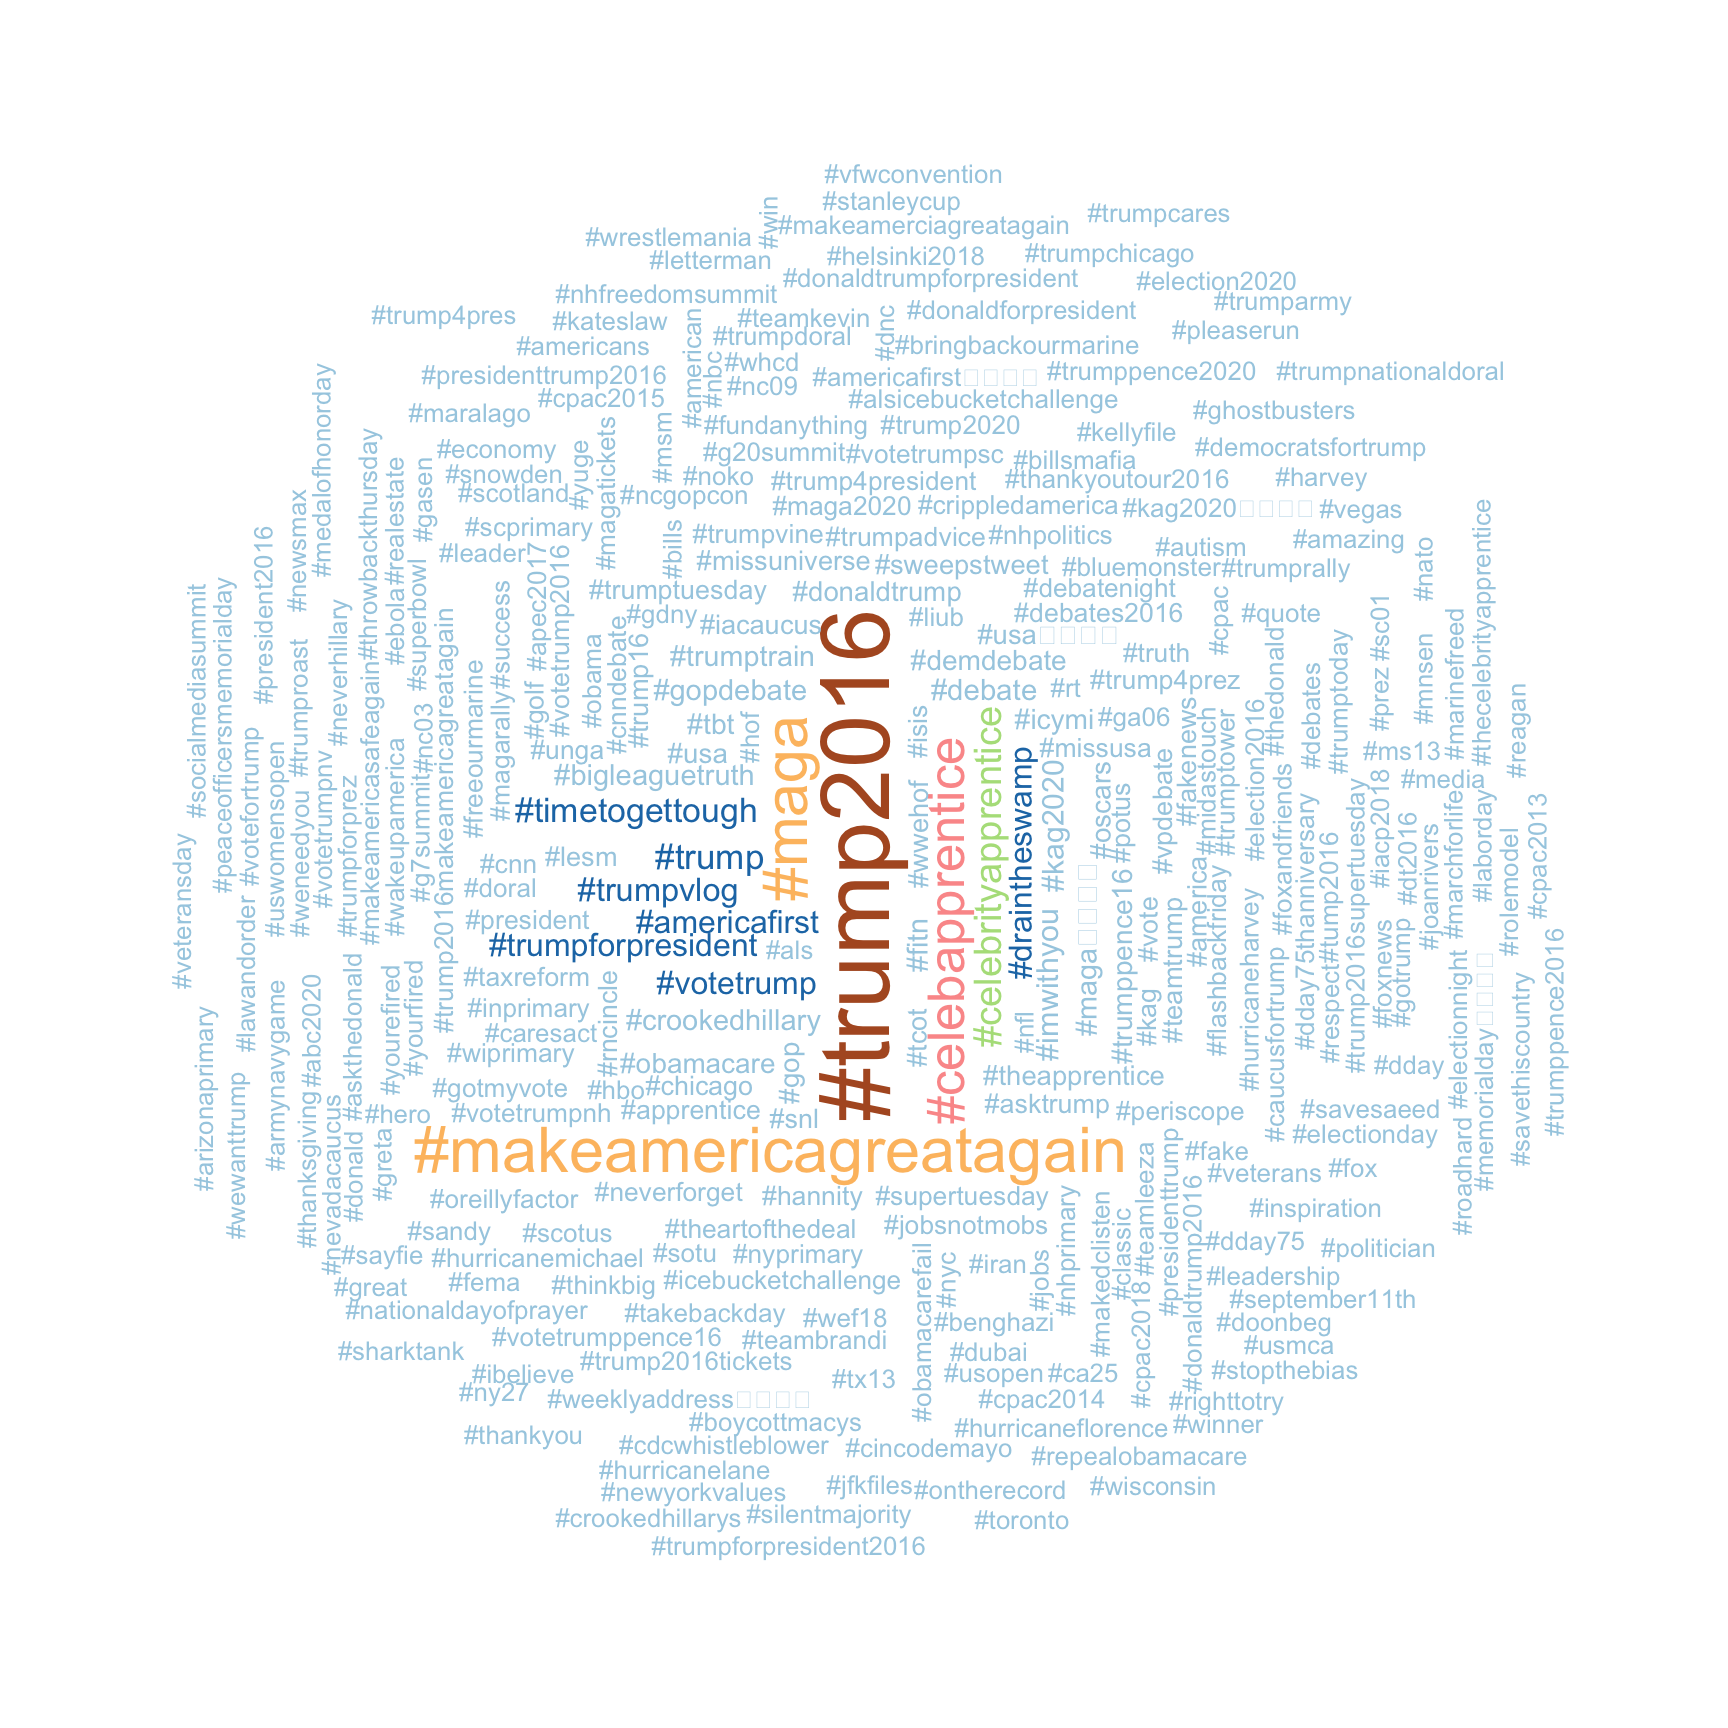 #vfwconvention
#stanleycup
#win
#makeamerciagreatagain
#trumpcares
#wrestlemania
#letterman
#helsinki2018
#trumpchicago
#donaldtrumpforpresident
#election2020
#nhfreedomsummit
#donaldforpresident
#trumparmy
#trump4pres
#kateslaw
#teamkevin
#pleaserun
#americans
#american
#trumpdoral
#dnc
#bringbackourmarine
#whcd
#nbc
#presidenttrump2016
#nc09
#americafirst
#trumppence2020
#trumpnationaldoral
#cpac2015
#alsicebucketchallenge
#maralago
#ghostbusters
#fundanything
#trump2020
#kellyfile
#economy
#msm
#g20summit
#votetrumpsc
#billsmafia
#democratsfortrump
#snowden
#yuge
#magatickets
#noko
#trump4president
#thankyoutour2016
#harvey
#scotland
#ncgopcon
#maga2020
#crippledamerica
#kag2020
#vegas
#scprimary
#bills
#trumpvine
#trumpadvice
#nhpolitics
#autism
#amazing
#leader
#missuniverse
#sweepstweet
#bluemonster
#trumprally
#trumptuesday
#donaldtrump
#debatenight
#gdny
#iacaucus
#liub
#debates2016
#quote
#usa
#trumptrain
#demdebate
#truth
#gopdebate
#debate
#rt
#trump4prez
#tbt
#hof
#isis
#icymi
#ga06
#unga
#usa
#missusa
#ms13
#bigleaguetruth
#media
#medalofhonorday
#newsmax
#president2016
#socialmediasummit
#peaceofficersmemorialday
#veteransday
#throwbackthursday
#makeamericasafeagain
#realestate
#ebola
#gasen
#superbowl
#nc03
#g7summit
#neverhillary
#trumproast
#weneedyou
#votefortrump
#lawandorder
#uswomensopen
#votetrumpnv
#trumpforprez
#wakeupamerica
#trump2016makeamericagreatagain
#freeourmarine
#success
#magarally
#apec2017
#golf
#votetrump2016
#obama
#cnndebate
#trump16
#timetogettough
#maga
#trump2016
#celebapprentice
#celebrityapprentice
#draintheswamp
#trump
#trumpvlog
#americafirst
#trumpforpresident
#votetrump
#cnn
#lesm
#doral
#president
#als
#taxreform
#inprimary
#caresact
#rncincle
#crookedhillary
#wiprimary
#obamacare
#gotmyvote
#hbo
#chicago
#gop
#hero
#votetrumpnh
#apprentice
#snl
#wwehof
#fitn
#tcot
#nfl
#imwithyou
#kag2020
#maga
#oscars
#potus
#trumppence16
#vpdebate
#vote
#kag
#fakenews
#teamtrump
#midastouch
#america
#trumptower
#flashbackfriday
#election2016
#hurricaneharvey
#cpac
#thedonald
#foxandfriends
#caucusfortrump
#debates
#dday75thanniversary
#trumptoday
#respect
#tump2016
#trump2016supertuesday
#prez
#sc01
#iacp2018
#foxnews
#dt2016
#gotrump
#nato
#mnnsen
#joanrivers
#marinefreed
#marchforlife
#thecelebrityapprentice
#laborday
#electionnight
#roadhard
#memorialday
#reagan
#rolemodel
#savethiscountry
#cpac2013
#trumppence2016
#arizonaprimary
#wewanttrump
#armynavygame
#abc2020
#thanksgiving
#nevadacaucus
#askthedonald
#donald
#greta
#yourefired
#yourfired
#theapprentice
#dday
#asktrump
#periscope
#savesaeed
#electionday
#makeamericagreatagain
#fake
#veterans
#fox
#oreillyfactor
#neverforget
#hannity
#supertuesday
#inspiration
#sandy
#scotus
#theartofthedeal
#jobsnotmobs
#sayfie
#hurricanemichael
#sotu
#nyprimary
#iran
#dday75
#politician
#great
#fema
#thinkbig
#icebucketchallenge
#leadership
#nationaldayofprayer
#takebackday
#wef18
#benghazi
#september11th
#doonbeg
#obamacarefail
#nyc
#jobs
#nhprimary
#makedclisten
#classic
#teamleeza
#cpac2018
#presidenttrump
#donaldtrump2016
#sharktank
#votetrumppence16
#teambrandi
#dubai
#usmca
#trump2016tickets
#ibelieve
#usopen
#ca25
#stopthebias
#ny27
#tx13
#weeklyaddress
#cpac2014
#righttotry
#boycottmacys
#hurricaneflorence
#winner
#thankyou
#cdcwhistleblower
#cincodemayo
#repealobamacare
#hurricanelane
#newyorkvalues
#jfkfiles
#ontherecord
#wisconsin
#crookedhillarys
#silentmajority
#toronto
#trumpforpresident2016